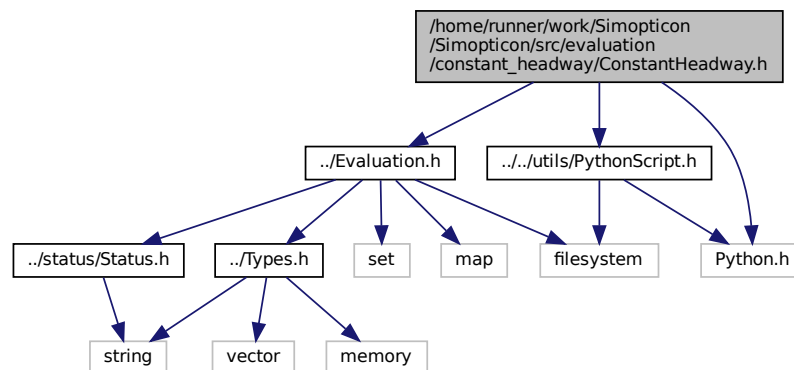 /home/runner/work/Simopticon
/Simopticon/src/evaluation
/constant_headway/ConstantHeadway.h
../Evaluation.h
../../utils/PythonScript.h
../status/Status.h
../Types.h
set
map
filesystem
Python.h
string
vector
memory